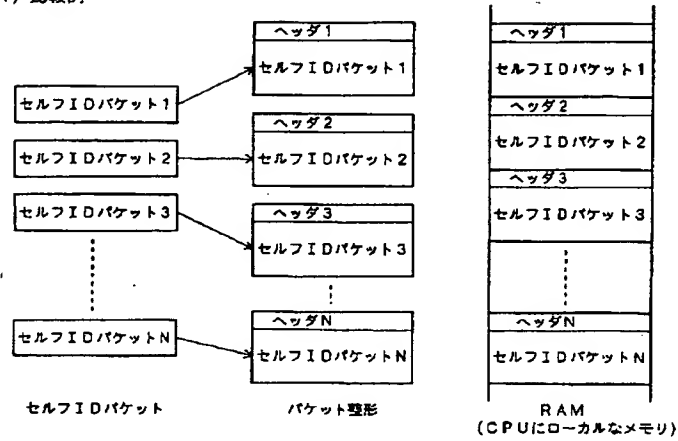 ヘッダ1
セルフIDパケット1
ヘッダ2
セルフIDパケット2
ヘッダ3
セルフIDパケット3
ヘッダN
セルフIDパケットN
セルフIDパケット1
セルフIDパケット2
セルフIDパケット3
セルフIDパケットN
ヘッダ1
セルフIDパケット1
ヘッダ2
セルフIDパケット2
ヘッダ3
セルフIDパケット3
ヘッダN
セルフIDパケットN
セルフIDパケット
パケット整形
RAM
(CPUにローカルなメモリ)